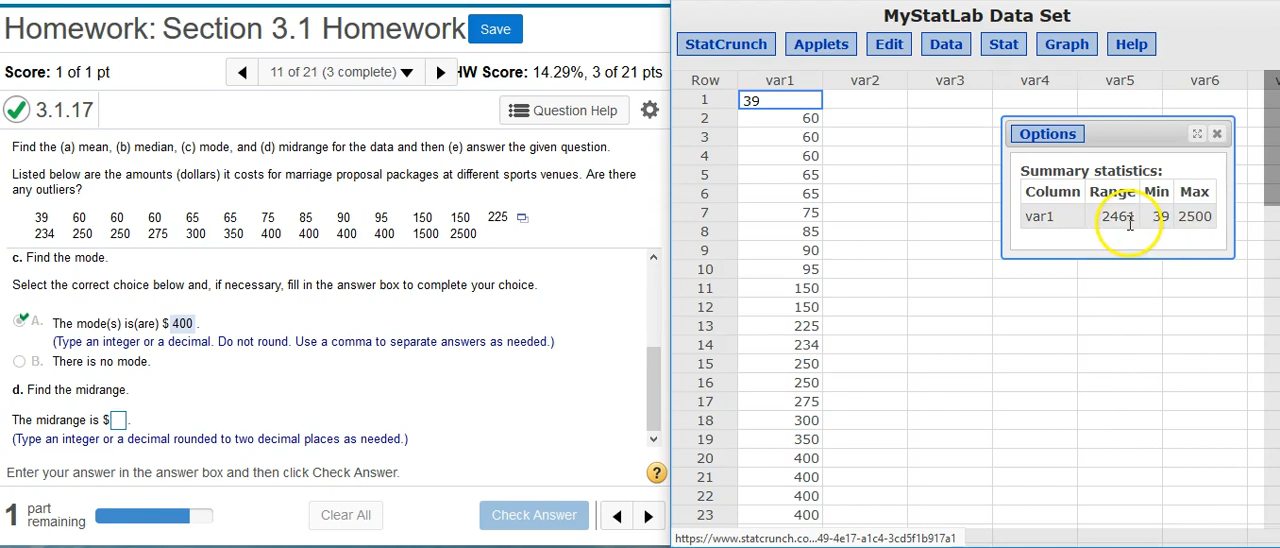 Homework: Section 3.1 Homework Save
Score: 1 of 1 pt
11 of 21 (3 complete)
HW Score: 14.29%, 3 of 21 pts
3.1.17
Question Help
Find the (a) mean, (b) median, (c) mode, and (d) midrange for the data and then (e) answer the given question.
Listed below are the amounts (dollars) it costs for marriage proposal packages at different sports venues. Are there
any outliers?
39 60 60 60 65 65 75 85 90 95 150 150 225
234 250 250 275 300 350 400 400 400 400 450 1500 2500
c. Find the mode.
Select the correct choice below and, if necessary, fill in the answer box to complete your choice.
A. The mode(s) is(are) $ 400 .
(Type an integer or a decimal. Do not round. Use a comma to separate answers as needed.)
B. There is no mode.
d. Find the midrange.
The midrange is $ .
(Type an integer or a decimal rounded to two decimal places as needed.)
Enter your answer in the answer box and then click Check Answer.
?
1 part
remaining
Clear All
Check Answer
MyStatLab Data Set
StatCrunch Applets Edit Data Stat Graph Help
Row var1 var2 var3 var4 var5 var6
1 39
2 60
3 60
4 60
5 65
6 65
7 75
8 85
9 90
10 95
11 150
12 150
13 225
14 234
15 250
16 250
17 275
18 300
19 350
20 400
21 400
22 400
23 400
Options
Summary statistics:
Column Range Min Max
var1 2461 39 2500
https://www.statcrunch.co...49-4e17-a1c4-3cd5f1b917a1